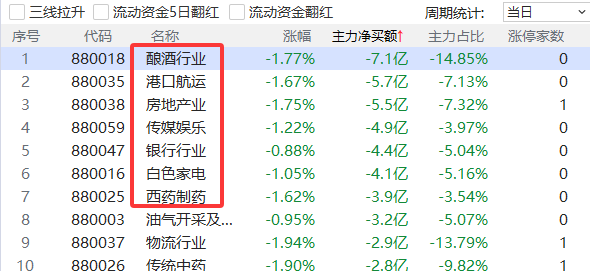 三线拉升 流动资金5日翻红 流动资金翻红 周期统计: 当日
序号 代码 名称 涨幅 主力净买额↑ 主力占比 涨停家数
1 880018 酿酒行业 -1.77% -7.1亿 -14.85% 0
2 880035 港口航运 -1.67% -5.7亿 -7.13% 0
3 880038 房地产业 -1.75% -5.5亿 -7.32% 1
4 880059 传媒娱乐 -1.22% -4.9亿 -3.97% 0
5 880047 银行行业 -0.88% -4.4亿 -5.04% 0
6 880016 白色家电 -1.05% -4.1亿 -5.16% 0
7 880025 西药制药 -1.62% -3.9亿 -3.54% 0
8 880003 油气开采及... -0.95% -3.2亿 -5.07% 0
9 880037 物流行业 -1.94% -2.9亿 -13.79% 1
10 880026 传统中药 -1.90% -2.8亿 -9.82% 1